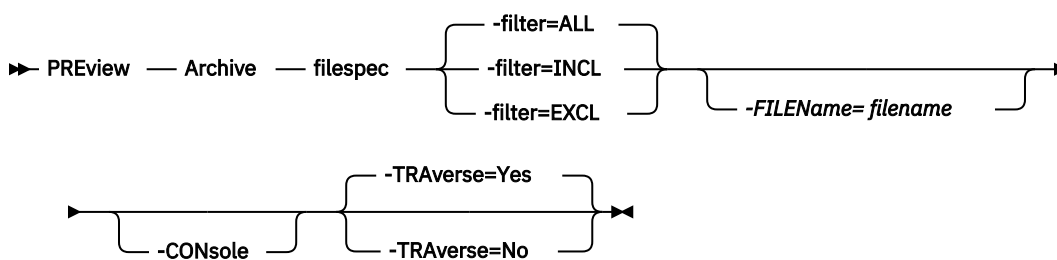 -filter=ALL
PREview Archive filespec -filter=INCL
-filter=EXCL
-FILEName= filename
-TRAverse=Yes
-CONsole
-TRAverse=No